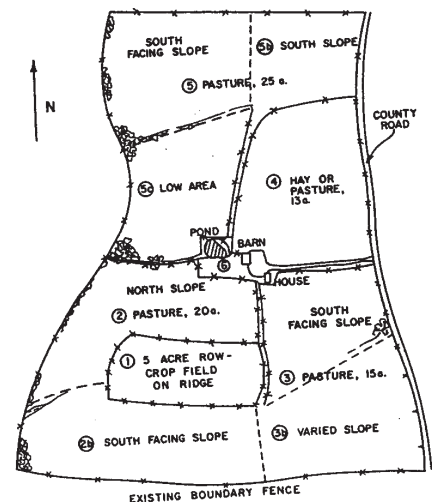 SOUTH
FACING SLOPE
5b SOUTH SLOPE
5 PASTURE, 25 a.
N
COUNTY
ROAD
4 HAY OR
PASTURE,
13a.
5c LOW AREA
POND
BARN
6
HOUSE
NORTH SLOPE
2 PASTURE, 20a.
SOUTH
FACING SLOPE
1 5 ACRE ROW-
CROP FIELD
ON RIDGE
3 PASTURE, 15a.
2b SOUTH FACING SLOPE
3b VARIED SLOPE
EXISTING BOUNDARY FENCE